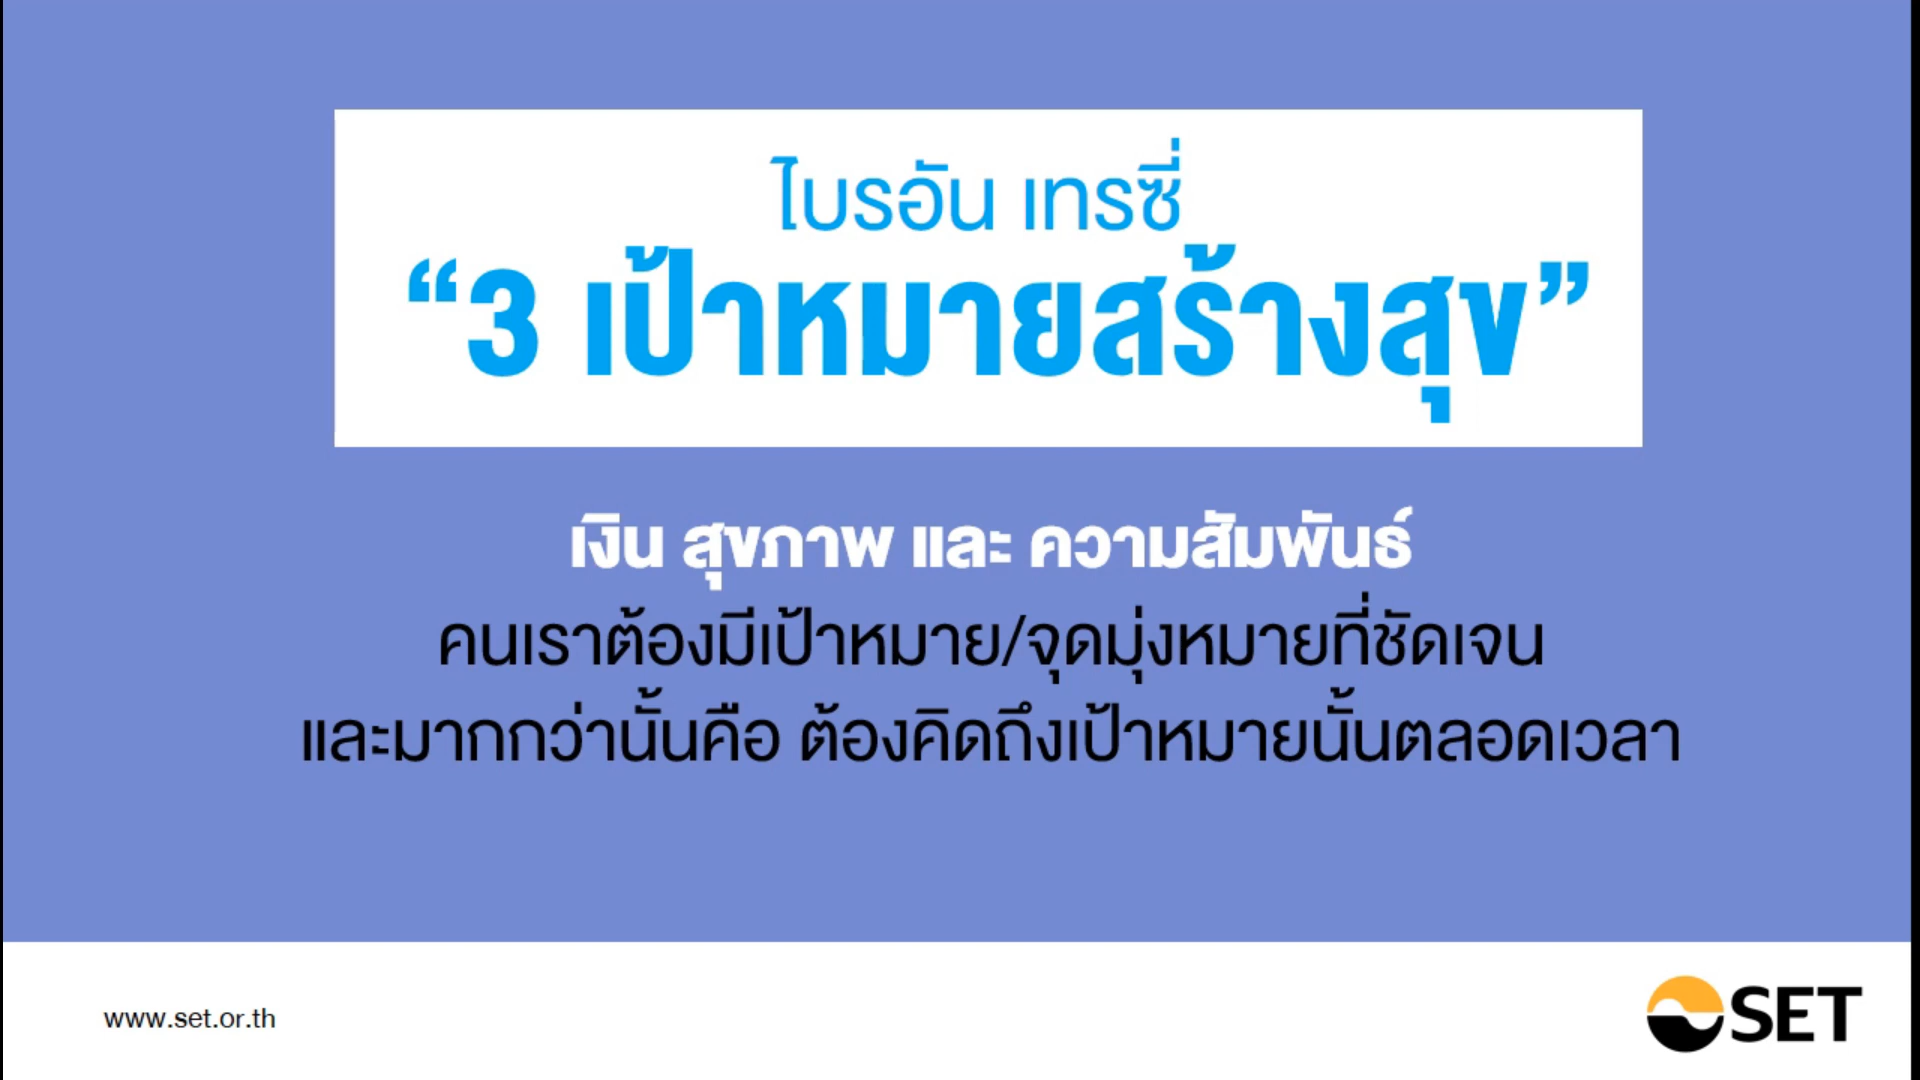 ไบรอัน เทรซี่
“3 เป้าหมายสร้างสุข”
เงิน สุขภาพ และ ความสัมพันธ์
คนเราต้องมีเป้าหมาย/จุดมุ่งหมายที่ชัดเจน
และมากกว่านั้นคือ ต้องคิดถึงเป้าหมายนั้นตลอดเวลา
www.set.or.th
SET